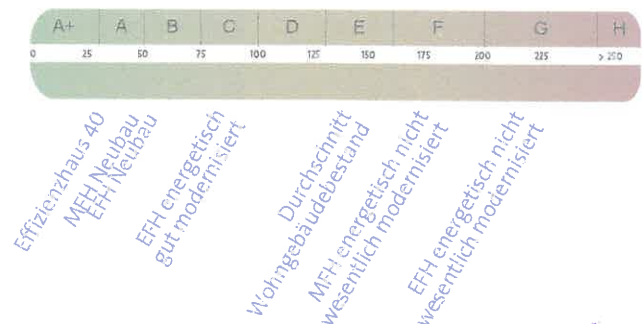 A+ A B C D E F G H
0 25 50 75 100 125 150 175 200 225 > 250
Effizienzhaus 40
MFH Neubau
EFH Neubau
EFH energetisch
gut modernisiert
Durchschnitt
Wohngebäudebestand
MFH energetisch nicht
wesentlich modernisiert
EFH energetisch nicht
wesentlich modernisiert